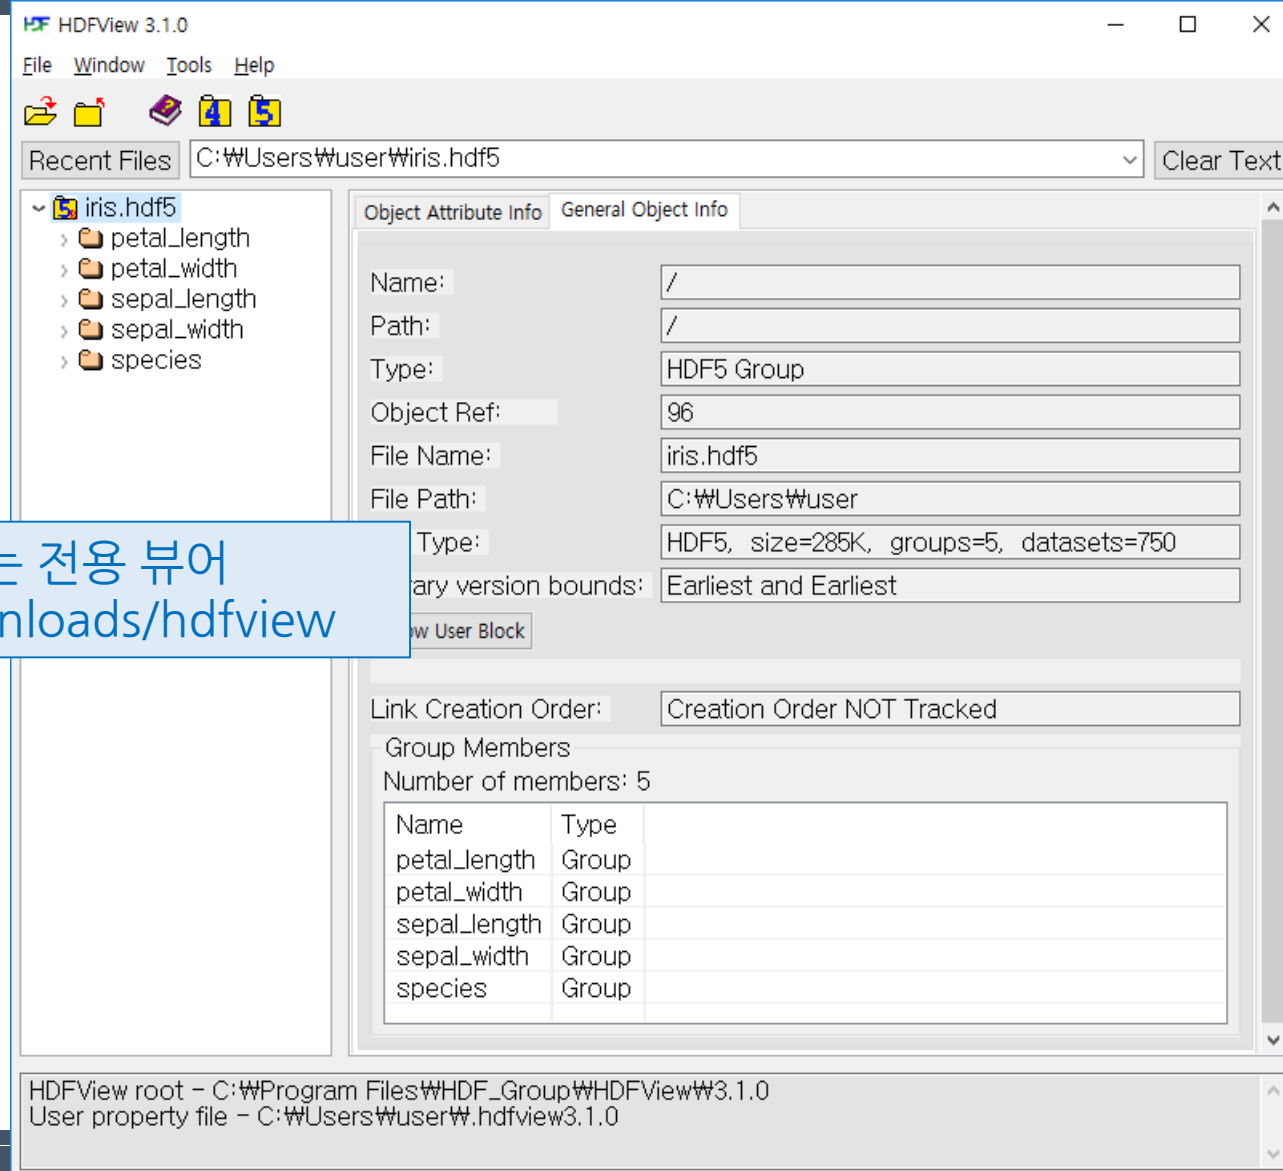 HDF HDFView 3.1.0
File Window Tools Help
4 5
Recent Files C:₩Users₩user₩iris.hdf5 Clear Text
iris.hdf5
petal_length
petal_width
sepal_length
sepal_width
species
Object Attribute Info General Object Info
Name: /
Path: /
Type: HDF5 Group
Object Ref: 96
File Name: iris.hdf5
File Path: C:₩Users₩user
Type: HDF5, size=285K, groups=5, datasets=750
ary version bounds: Earliest and Earliest
ow User Block
는 전용 뷰어
nloads/hdfview
Link Creation Order: Creation Order NOT Tracked
Group Members
Number of members: 5
Name Type
petal_length Group
petal_width Group
sepal_length Group
sepal_width Group
species Group
HDFView root - C:₩Program Files₩HDF_Group₩HDFView₩3.1.0
User property file - C:₩Users₩user₩.hdfview3.1.0